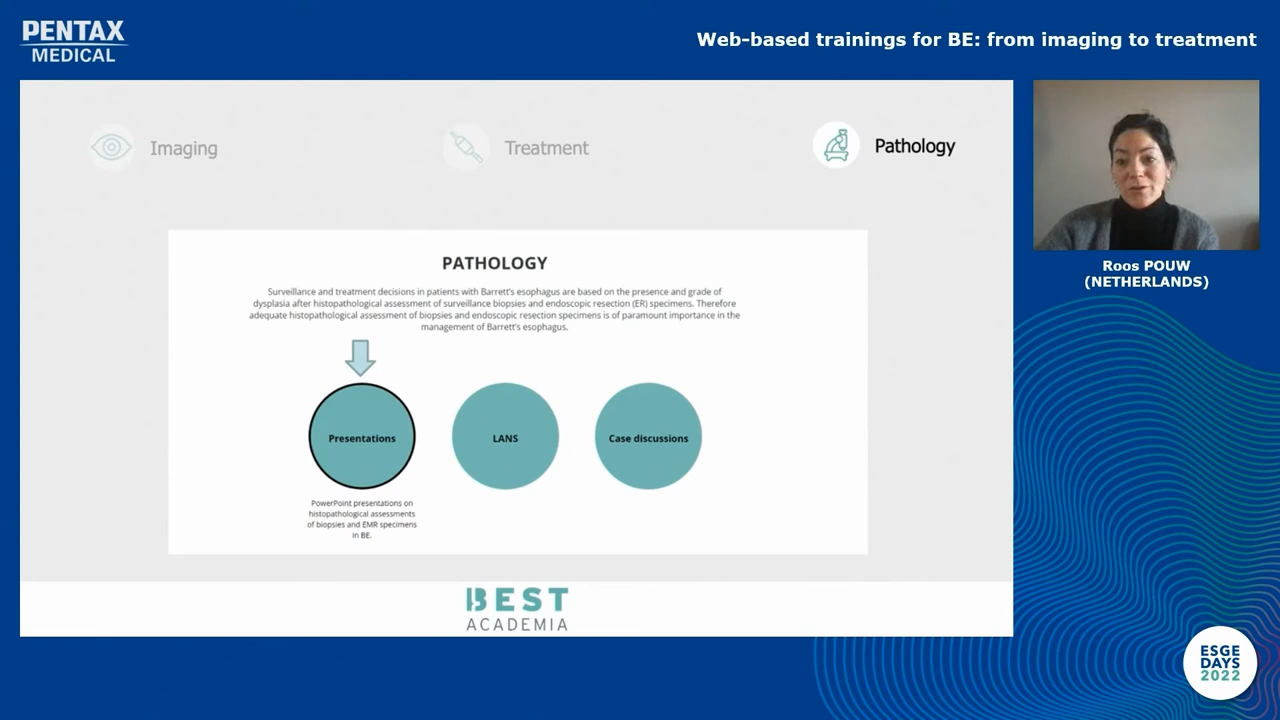 PENTAX
MEDICAL
Web-based trainings for BE: from imaging to treatment
Imaging
Treatment
Pathology
PATHOLOGY
Surveillance and treatment decisions in patients with Barrett's esophagus are based on the presence and grade of
dysplasia after histopathological assessment of surveillance biopsies and endoscopic resection (ER) specimens. Therefore
adequate histopathological assessment of biopsies and endoscopic resection specimens is of paramount importance in the
management of Barrett's esophagus.
Presentations
LANS
Case discussions
PowerPoint presentations on
histopathological assessments
of biopsies and EMR specimens
in BE.
BEST
ACADEMIA
Roos POUW
(NETHERLANDS)
ESGE
DAYS
2022